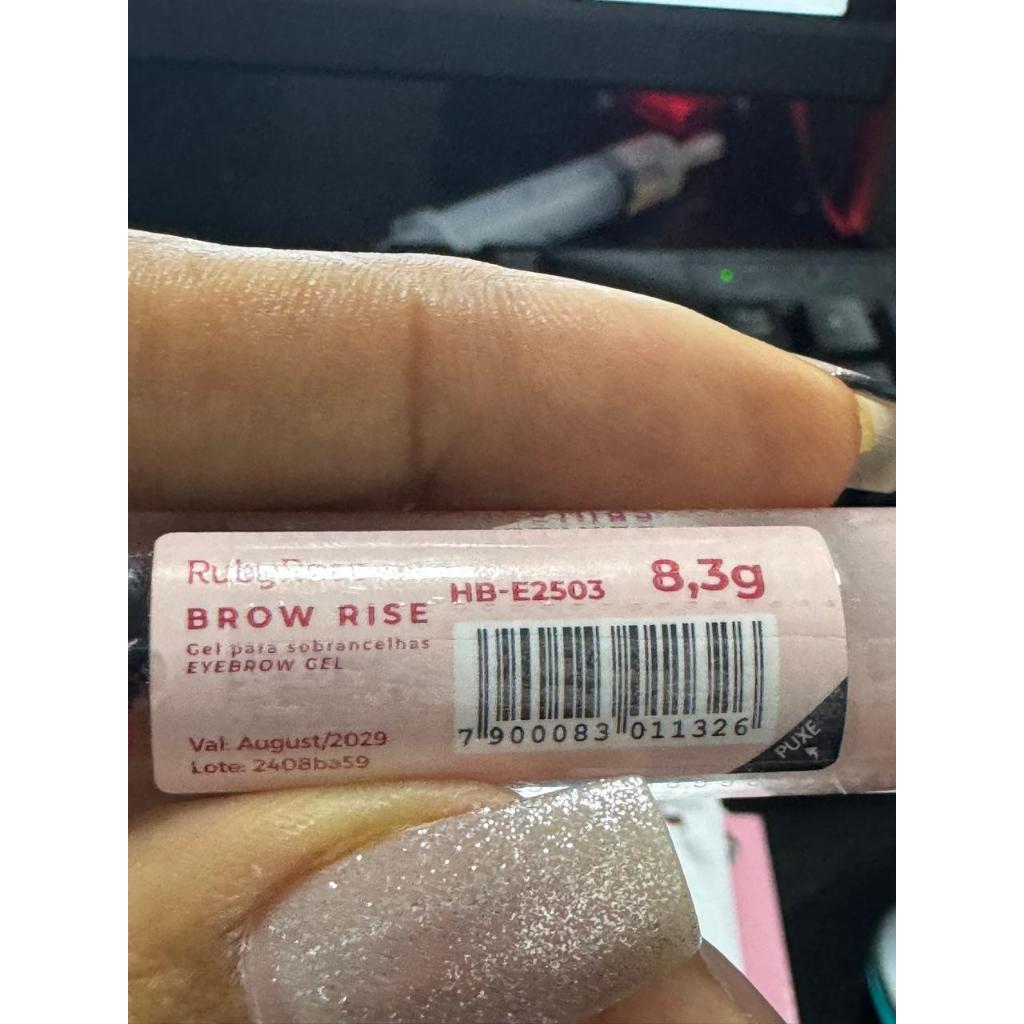 Ruby
BROW RISE
Gel para sobrancelhas
EYEBROW GEL
Val: August/2029
Lote: 2408ba59
HB-E2503
8,3g
7 900083 011326
PUXE